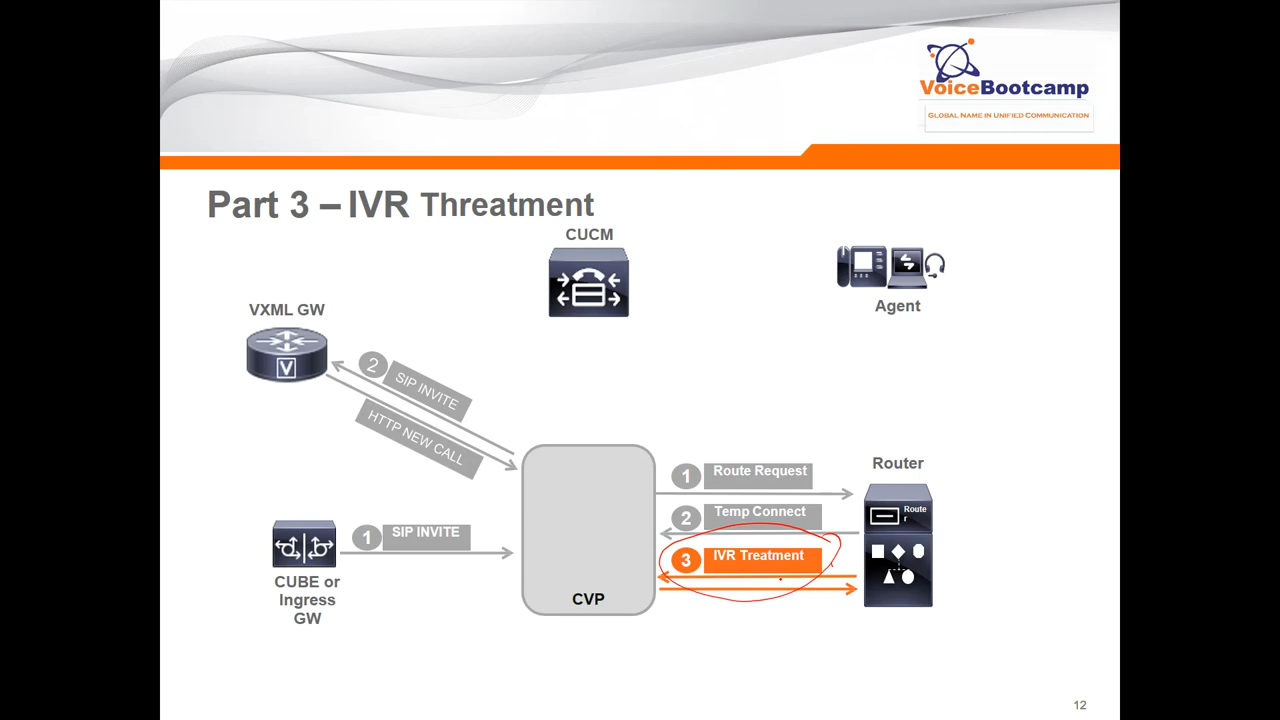 VoiceBootcamp
GLOBAL NAME IN UNIFIED COMMUNICATION
Part 3 – IVR Threatment
CUCM
Agent
VXML GW
V
2
SIP INVITE
HTTP NEW CALL
Router
1
Route Request
Route
r
2
Temp Connect
1
SIP INVITE
3
IVR Treatment
CUBE or
Ingress
GW
CVP
12